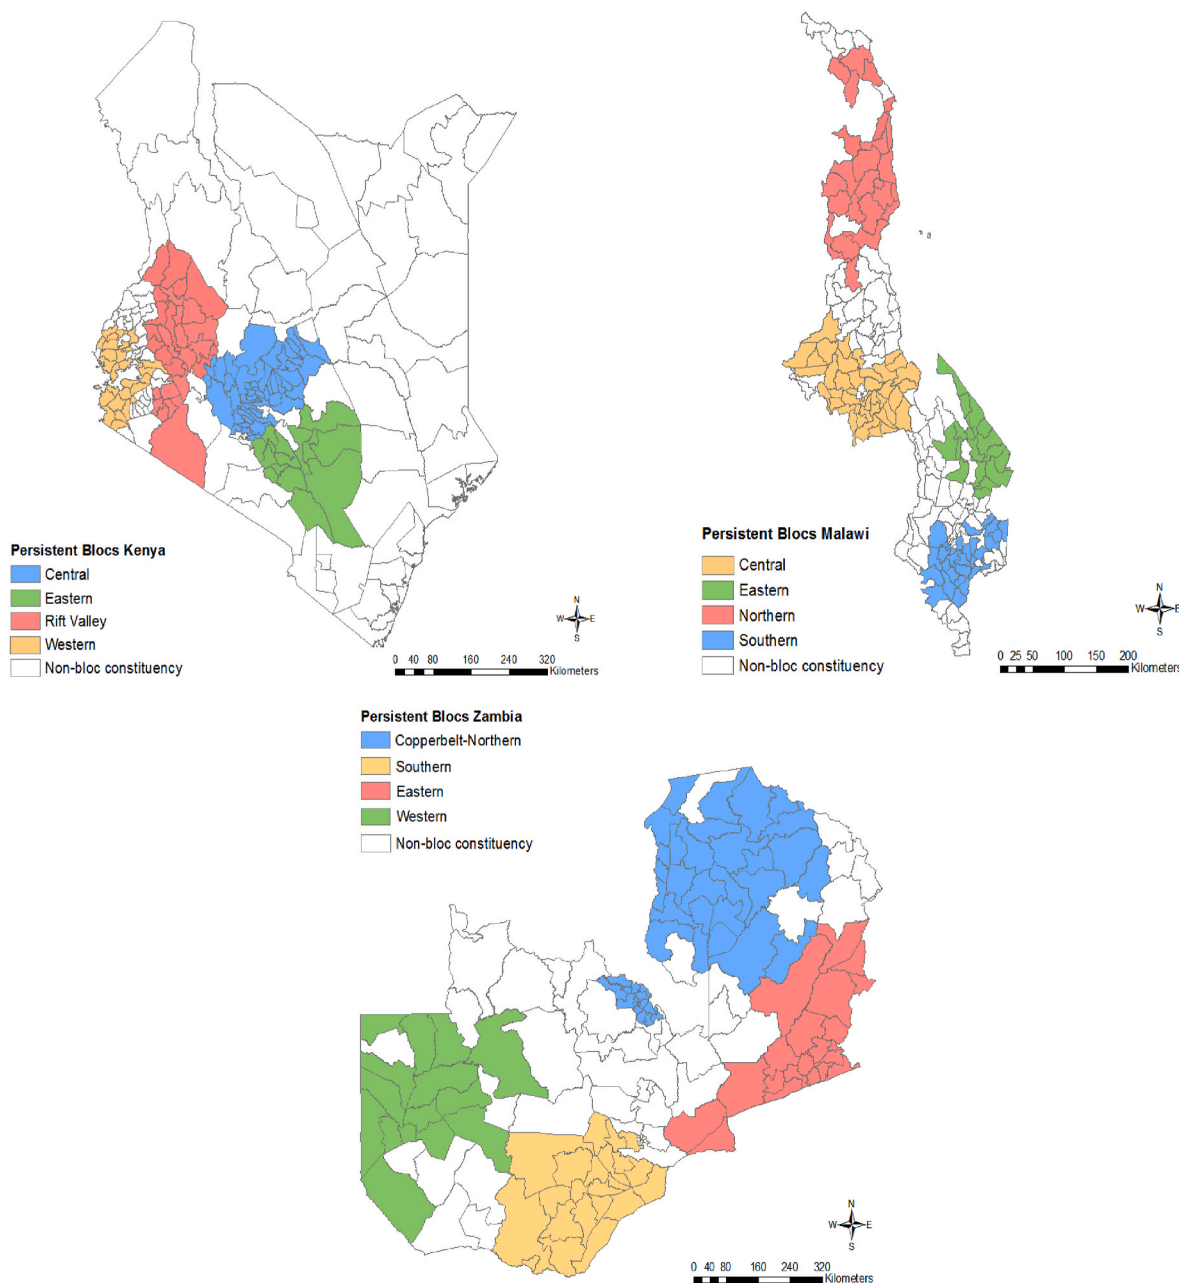 Persistent Blocs Kenya
Central
Eastern
Rift Valley
Western
Non-bloc constituency
N
W E
S
0 40 80 160 240 320
Kilometers
Persistent Blocs Malawi
Central
Eastern
Northern
Southern
Non-bloc constituency
N
W E
S
0 25 50 100 150 200
Kilometers
Persistent Blocs Zambia
Copperbelt-Northern
Southern
Eastern
Western
Non-bloc constituency
N
W E
S
0 40 80 160 240 320
Kilometers